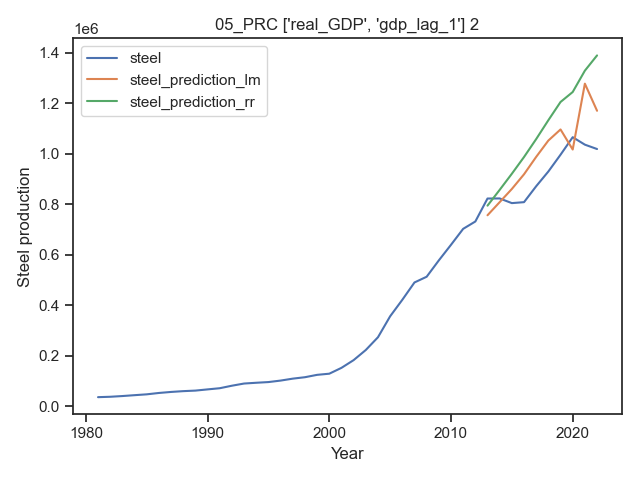 05_PRC ['real_GDP', 'gdp_lag_1'] 2
1e6
steel
steel_prediction_lm
steel_prediction_rr
1.4
1.2
1.0
0.8
0.6
0.4
0.2
0.0
Steel production
1980
1990
2000
2010
2020
Year